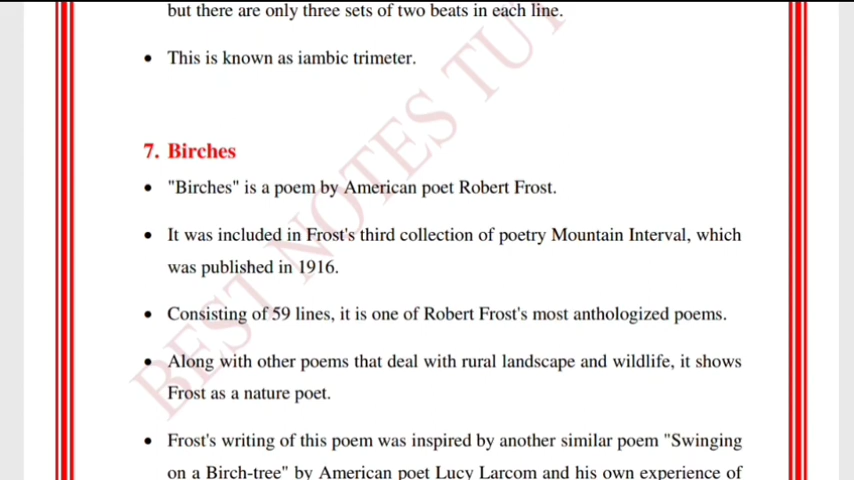 but there are only three sets of two beats in each line.
• This is known as iambic trimeter.
7. Birches
• "Birches" is a poem by American poet Robert Frost.
• It was included in Frost's third collection of poetry Mountain Interval, which
was published in 1916.
• Consisting of 59 lines, it is one of Robert Frost's most anthologized poems.
• Along with other poems that deal with rural landscape and wildlife, it shows
Frost as a nature poet.
• Frost's writing of this poem was inspired by another similar poem "Swinging
on a Birch-tree" by American poet Lucy Larcom and his own experience of
BEST NOTES TUT